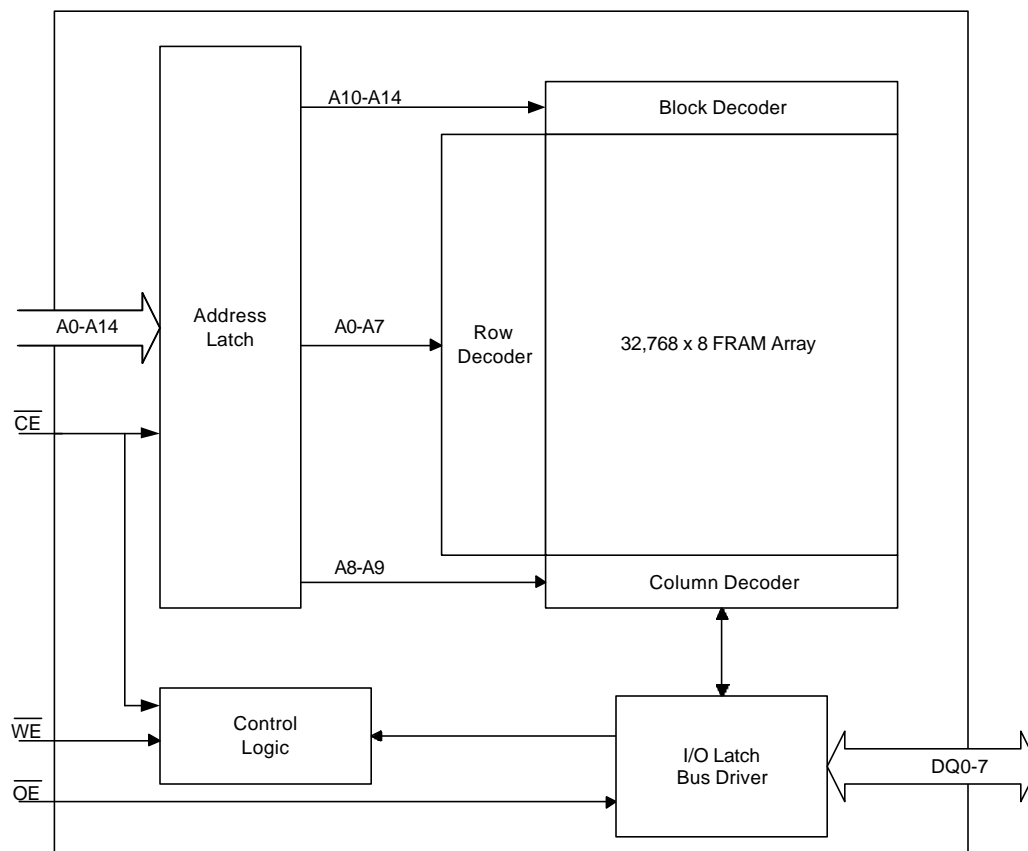 A10-A14
Block Decoder
A0-A14
Address
Latch
A0-A7
Row
Decoder
32,768 x 8 FRAM Array
CE
A8-A9
Column Decoder
WE
Control
Logic
I/O Latch
Bus Driver
DQ0-7
OE